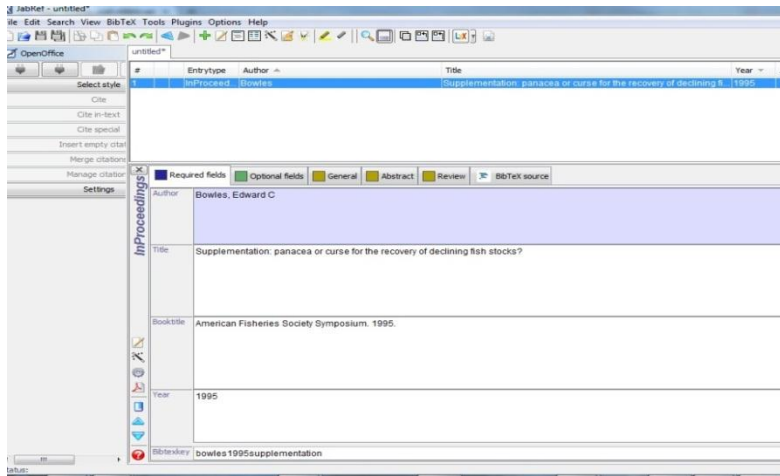 JabRef - untitled*
ile Edit Search View BibTeX Tools Plugins Options Help
OpenOffice
untitled*
Select style
Cite
Cite in-text
Cite special
Insert empty citat
Merge citations
Manage citation
Settings
# Entrytype Author Title Year
1 InProceed... Bowles Supplementation: panacea or curse for the recovery of declining fi... 1995
InProceedings
Required fields Optional fields General Abstract Review BibTeX source
Author Bowles, Edward C
Title Supplementation: panacea or curse for the recovery of declining fish stocks?
Booktitle American Fisheries Society Symposium. 1995.
Year 1995
Bibtexkey bowles1995supplementation
tatus: